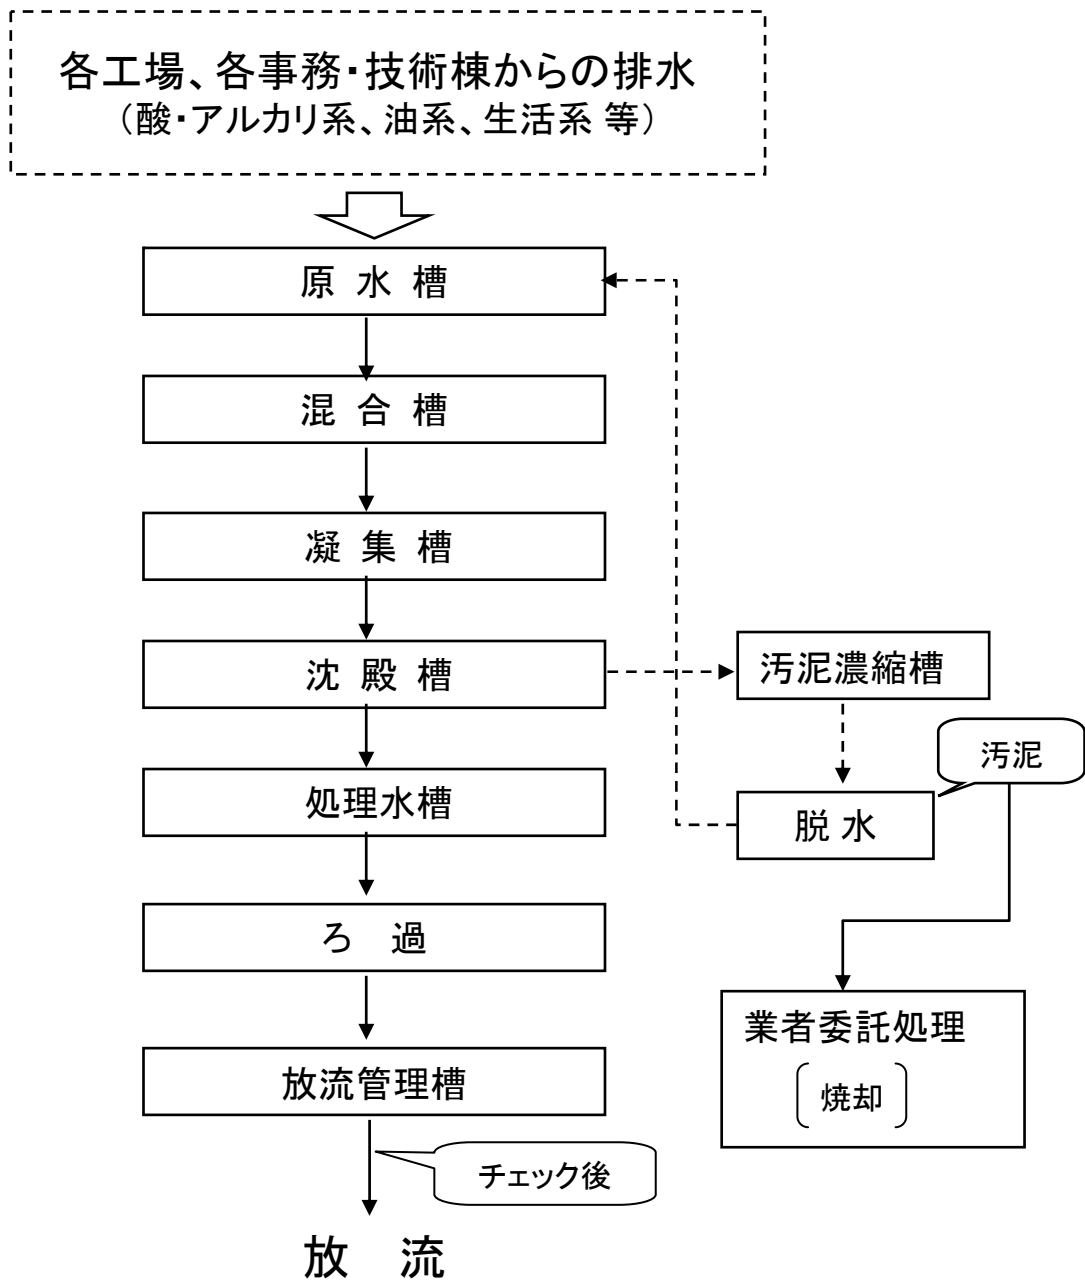 各工場、各事務・技術棟からの排水
（酸・アルカリ系、油系、生活系 等）
原 水 槽
混 合 槽
凝 集 槽
沈 殿 槽
汚泥濃縮槽
汚泥
処理水槽
脱 水
ろ　過
業者委託処理
焼却
放流管理槽
チェック後
放　流